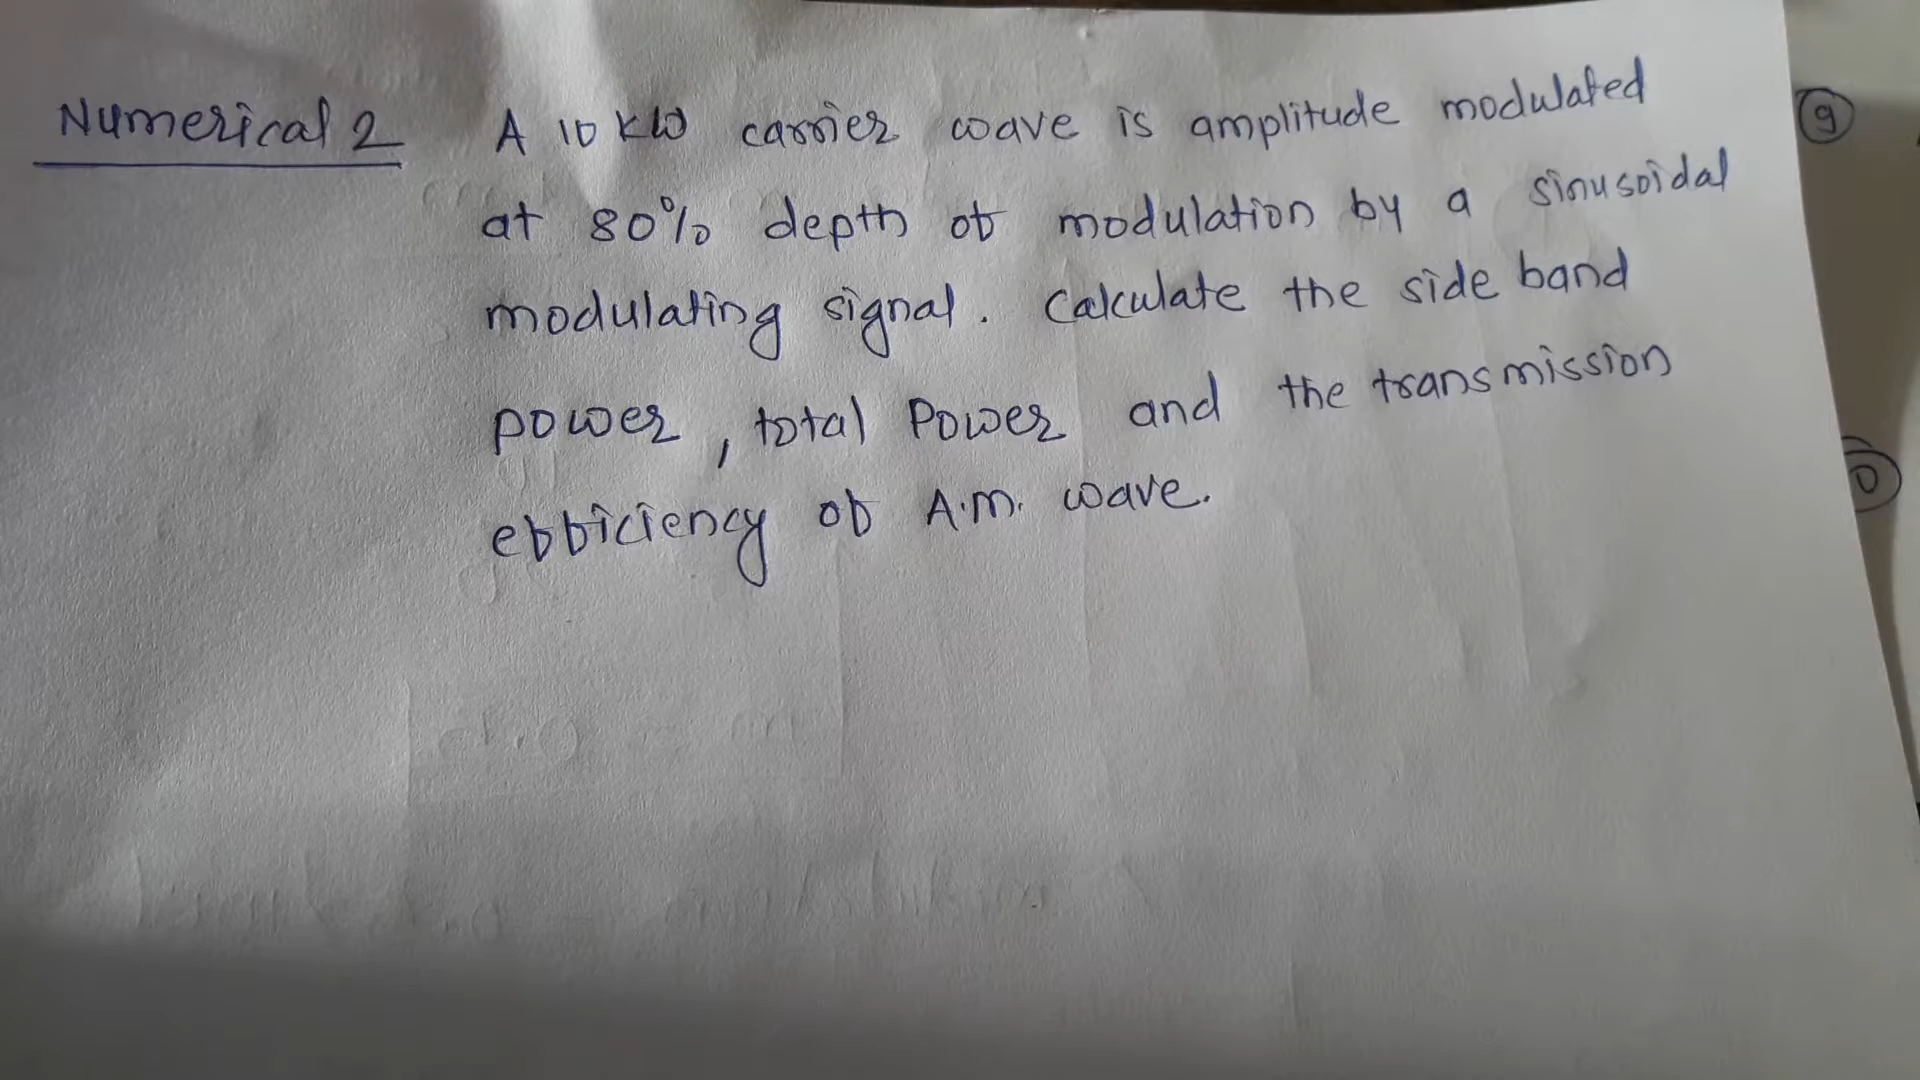 Numerical 2 A 10 KW carrier wave is amplitude modulated
at 80% depth of modulation by a sinusoidal
modulating signal. Calculate the side band
power, total Power and the transmission
efficiency of A.M. wave.
9